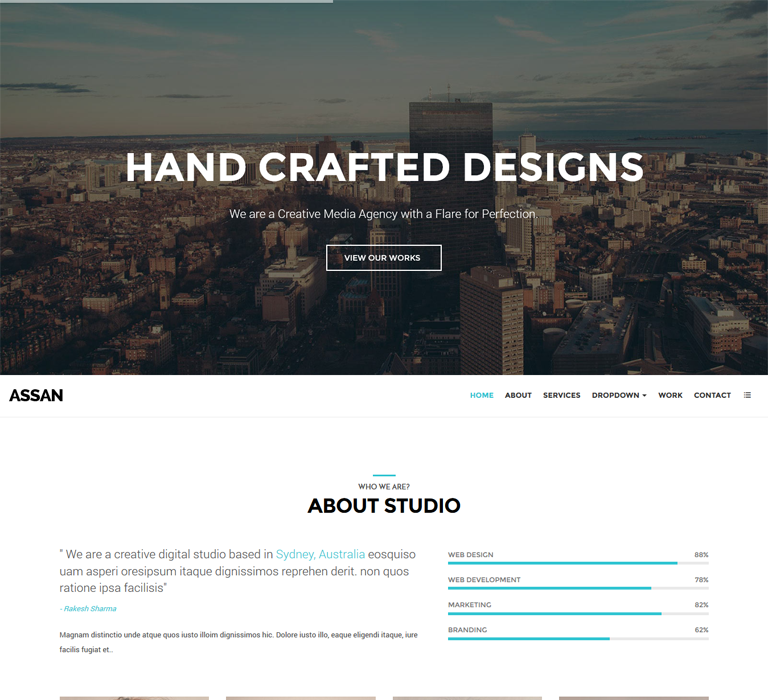 HAND CRAFTED DESIGNS
We are a Creative Media Agency with a Flare for Perfection.
VIEW OUR WORKS
ASSAN
HOME ABOUT SERVICES DROPDOWN WORK CONTACT
WHO WE ARE?
ABOUT STUDIO
" We are a creative digital studio based in Sydney, Australia eosquiso
uam asperi oresipsum itaque dignissimos reprehen derit. non quos
ratione ipsa facilisis"
- Rakesh Sharma
Magnam distinctio unde atque quos iusto illoim dignissimos hic. Dolore iusto illo, eaque eligendi itaque, iure
facilis fugiat et..
WEB DESIGN 88%
WEB DEVELOPMENT 78%
MARKETING 82%
BRANDING 62%